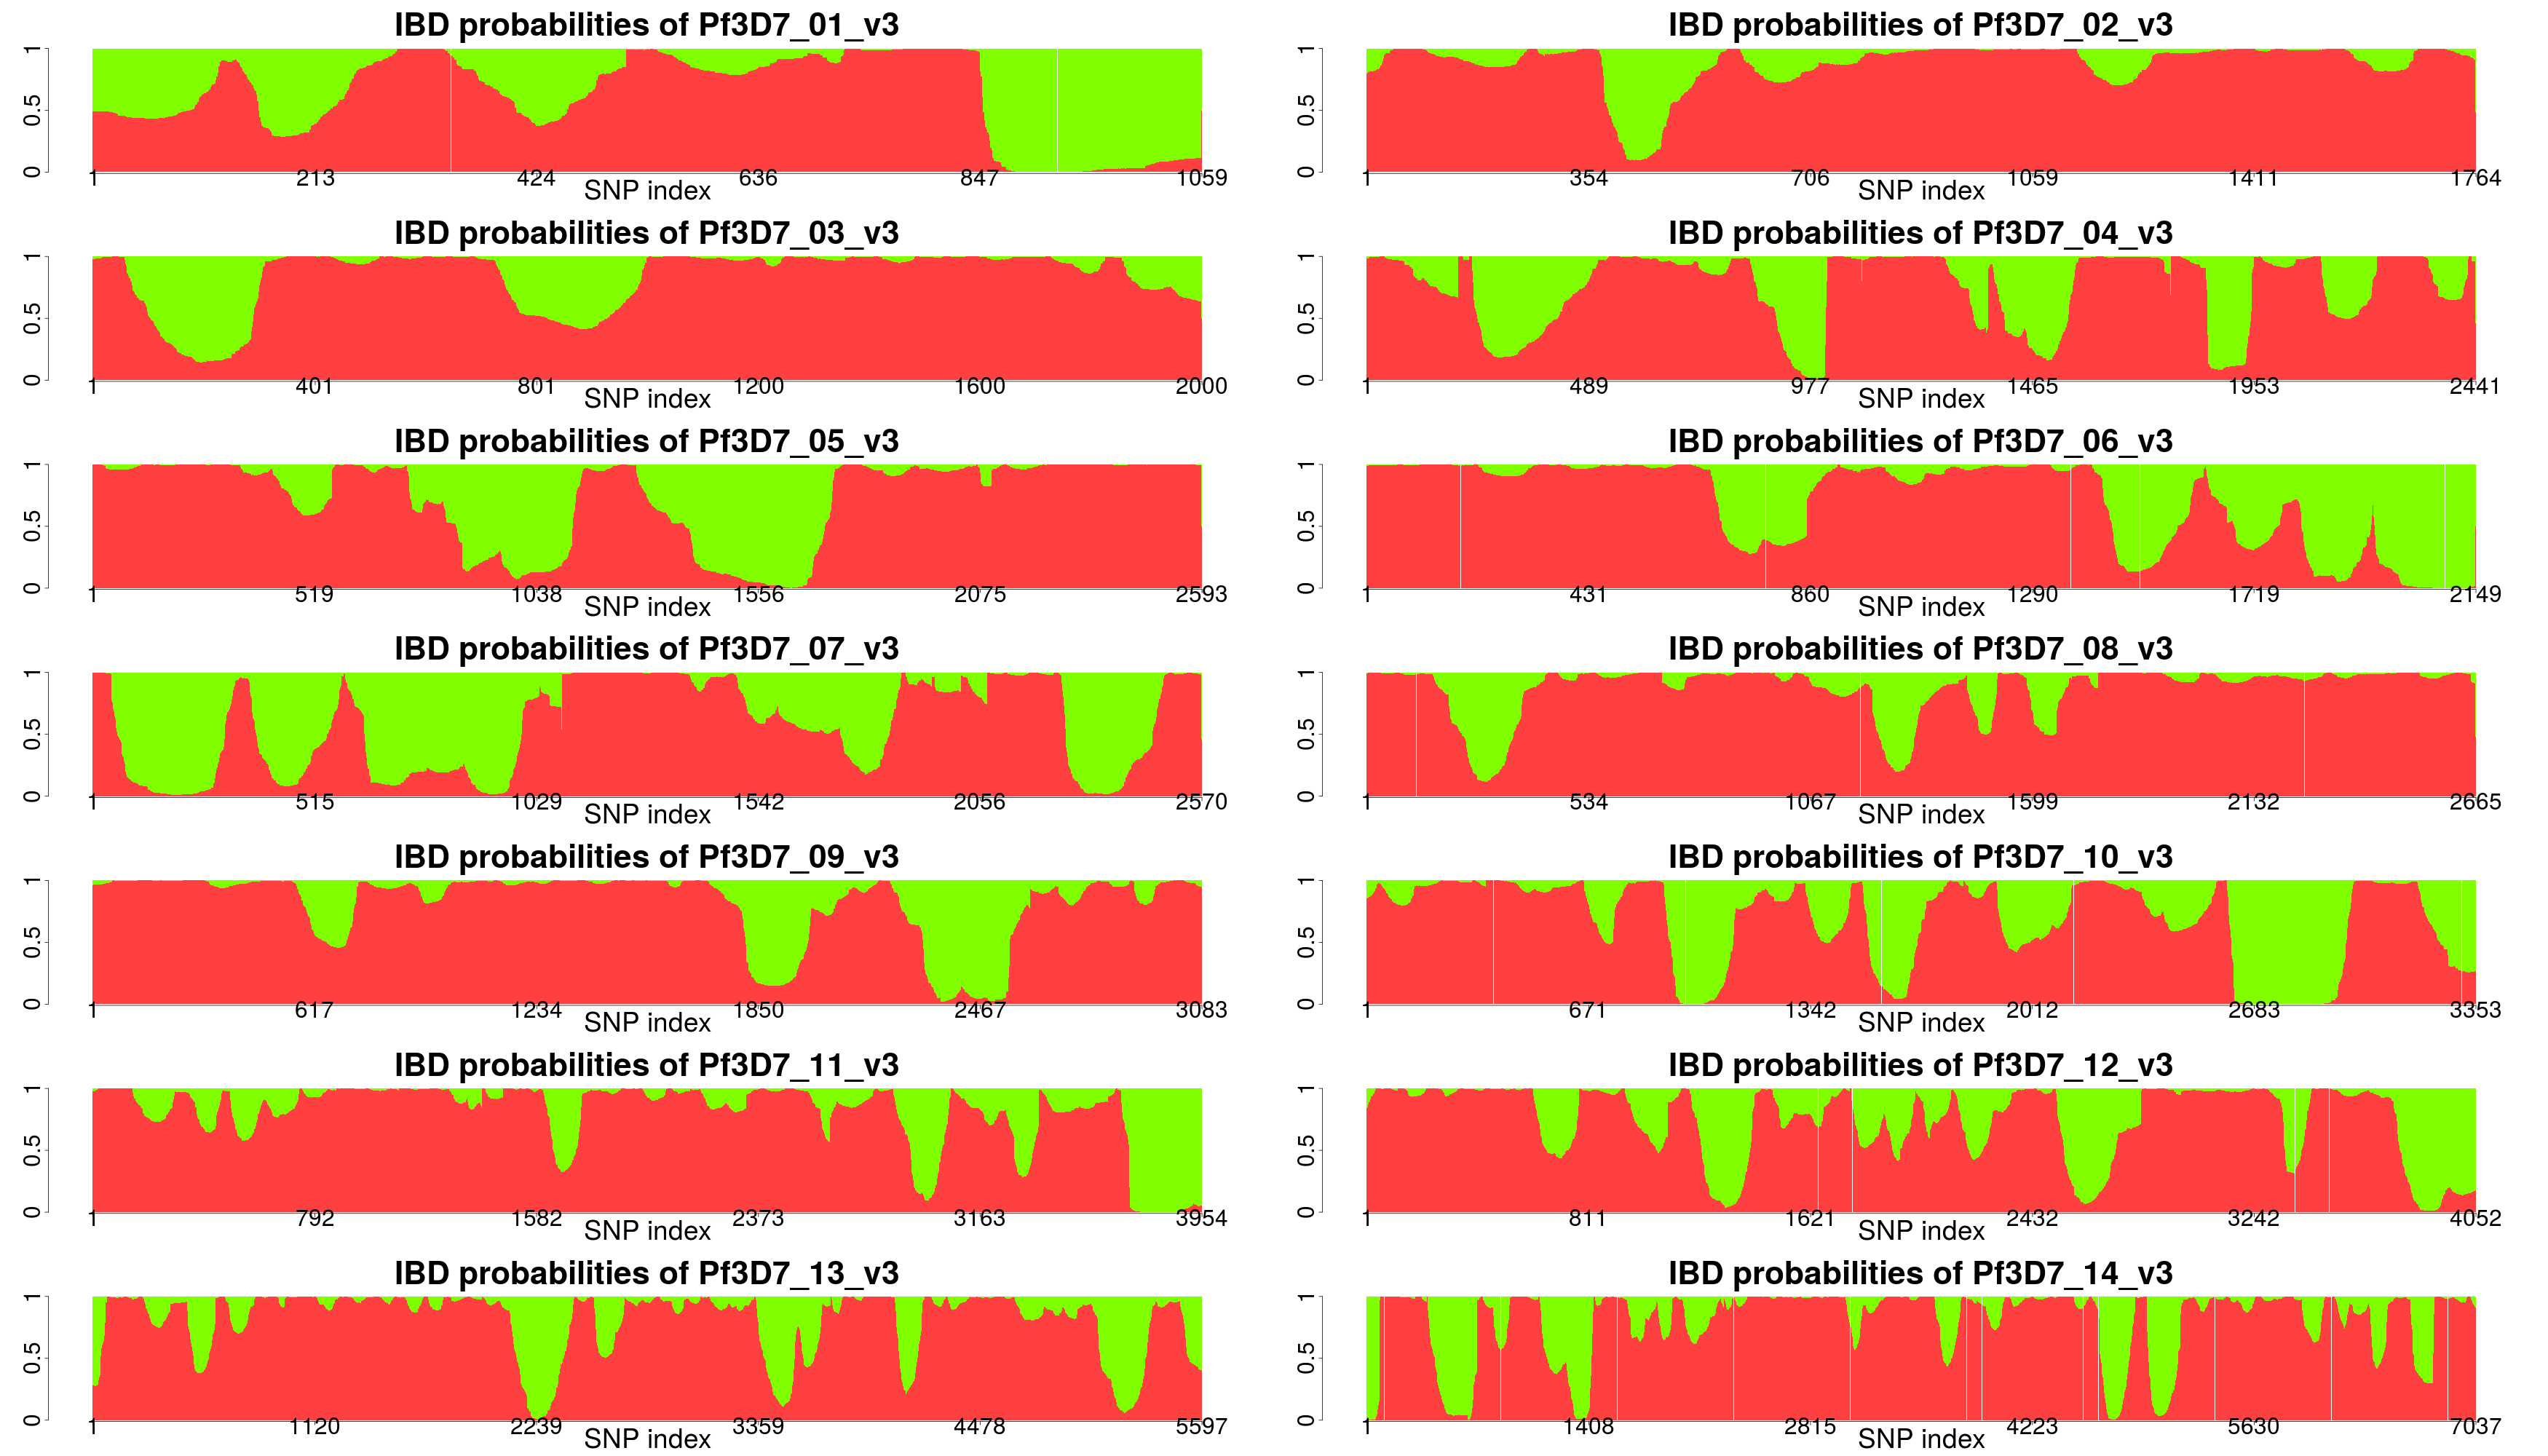 IBD probabilities of Pf3D7_01_v3
0 0.5 1
1 213 424 636 847 1059
SNP index
IBD probabilities of Pf3D7_02_v3
0 0.5 1
1 354 706 1059 1411 1764
SNP index
IBD probabilities of Pf3D7_03_v3
0 0.5 1
1 401 801 1200 1600 2000
SNP index
IBD probabilities of Pf3D7_04_v3
0 0.5 1
1 489 977 1465 1953 2441
SNP index
IBD probabilities of Pf3D7_05_v3
0 0.5 1
1 519 1038 1556 2075 2593
SNP index
IBD probabilities of Pf3D7_06_v3
0 0.5 1
1 431 860 1290 1719 2149
SNP index
IBD probabilities of Pf3D7_07_v3
0 0.5 1
1 515 1029 1542 2056 2570
SNP index
IBD probabilities of Pf3D7_08_v3
0 0.5 1
1 534 1067 1599 2132 2665
SNP index
IBD probabilities of Pf3D7_09_v3
0 0.5 1
1 617 1234 1850 2467 3083
SNP index
IBD probabilities of Pf3D7_10_v3
0 0.5 1
1 671 1342 2012 2683 3353
SNP index
IBD probabilities of Pf3D7_11_v3
0 0.5 1
1 792 1582 2373 3163 3954
SNP index
IBD probabilities of Pf3D7_12_v3
0 0.5 1
1 811 1621 2432 3242 4052
SNP index
IBD probabilities of Pf3D7_13_v3
0 0.5 1
1 1120 2239 3359 4478 5597
SNP index
IBD probabilities of Pf3D7_14_v3
0 0.5 1
1 1408 2815 4223 5630 7037
SNP index